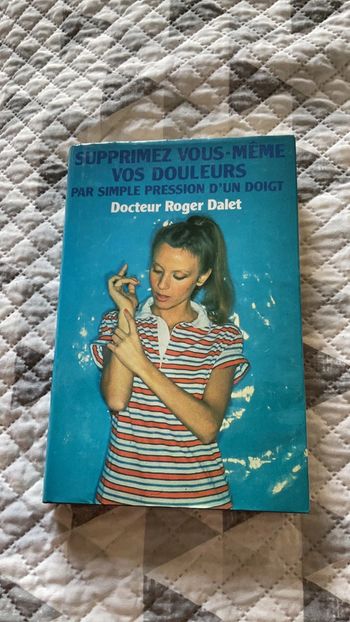 SUPPRIMEZ VOUS-MÊME
VOS DOULEURS
PAR SIMPLE PRESSION D'UN DOIGT
Docteur Roger Dalet